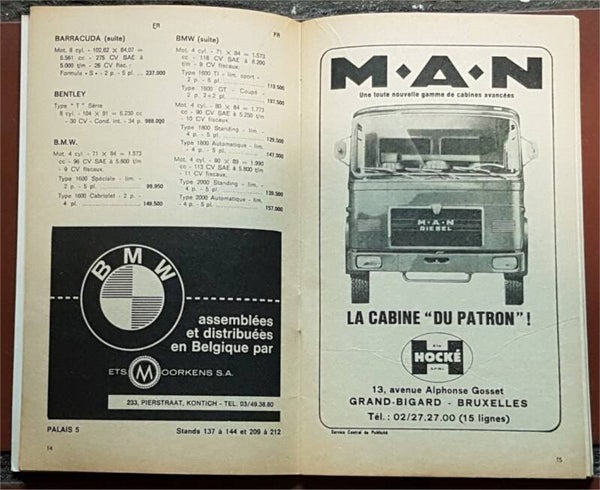 ER
BARRACUDA (suite)
Mot. 8 cyl. - 102,62 × 84,07 =
5.561 cc - 275 CV SAE à
5.000 t/m - 26 CV fisc. -
Formula « S » - 2 p. - 5 pl. .. 237.000
BENTLEY
Type " T " Série
8 cyl. - 104 × 91 = 6.230 cc
- 30 CV - Cond. int. - 34 p. 988.000
B.M.W.
Mot. 4 cyl. - 71 × 84 = 1.573
cc - 96 CV SAE à 5.800 t/m
- 9 CV fiscaux.
Type 1600 Spéciale - lim. -
2 p. - 5 pl. 99.950
Type 1600 Cabriolet - 2 p. -
4 pl. 149.500
FR
BMW (suite)
Mot. 4 cyl. - 71 × 84 = 1.573
cc - 118 CV SAE à 6.200
t/m - 9 CV fiscaux.
Type 1600 TI - lim. sport -
2 p. - 5 pl. 119.500
Type 1600 GT - Coupé -
2 p. 2+2 pl. 197.500
Mot. 4 cyl. - 80 × 84 = 1.773
cc - 90 CV SAE à 5.250 t/m
- 10 CV fiscaux.
Type 1800 Standing - lim. -
4 p. - 5 pl. 129.500
Type 1800 Automatique - lim.
- 4 p. - 5 pl. 147.000
Mot. 4 cyl. - 80 × 89 = 1.990
cc - 113 CV SAE à 5.800 t/m
- 11 CV fiscaux.
Type 2000 Standing - lim. -
4 p. - 5 pl. 139.500
Type 2000 Automatique - lim.
- 4 p. - 5 pl. 157.000
BMW
assemblées
et distribuées
en Belgique par
ETS MOORKENS S.A.
233, PIERSTRAAT, KONTICH - TEL. 03/49.38.80
PALAIS 5 Stands 137 à 144 et 209 à 212
14
M·A·N
Une toute nouvelle gamme de cabines avancées
M·A·N
DIESEL
LA CABINE "DU PATRON" !
Ets
HOCKÉ
S.P.R.L.
13, avenue Alphonse Gosset
GRAND-BIGARD - BRUXELLES
Tél. : 02/27.27.00 (15 lignes)
Service Central de Publicité
15